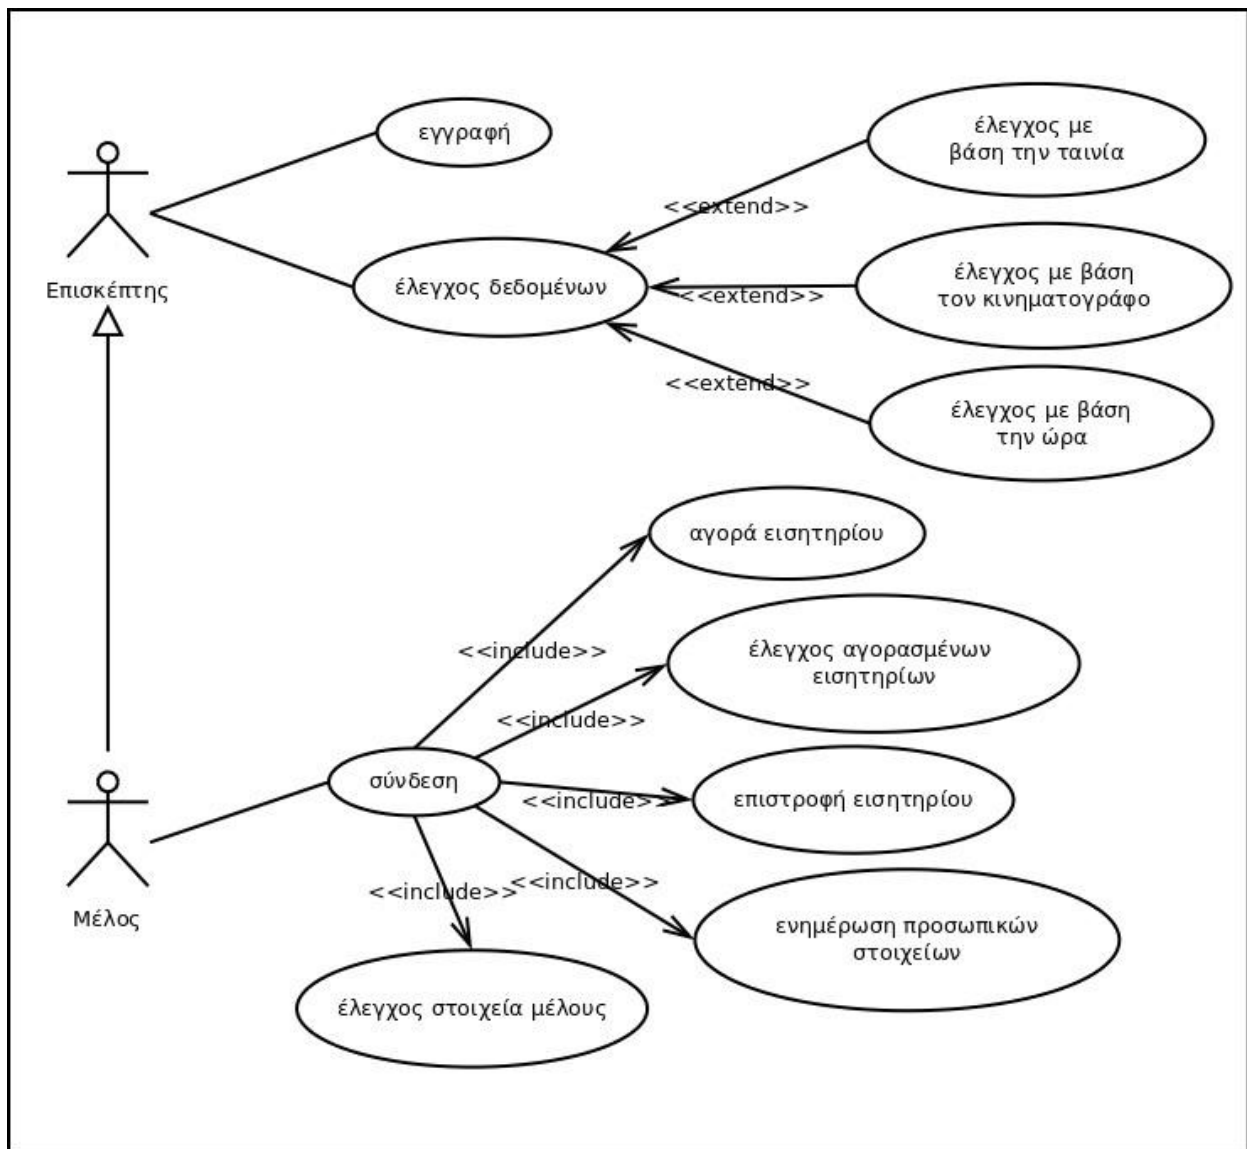 εγγραφή
έλεγχος με
βάση την ταινία
<<extend>>
Επισκέπτης
έλεγχος δεδομένων
<<extend>>
έλεγχος με βάση
τον κινηματογράφο
<<extend>>
έλεγχος με βάση
την ώρα
αγορά εισητηρίου
<<include>>
έλεγχος αγορασμένων
εισητηρίων
<<include>>
σύνδεση
<<include>>
επιστροφή εισητηρίου
<<include>>
<<include>>
Μέλος
ενημέρωση προσωπικών
στοιχείων
έλεγχος στοιχεία μέλους